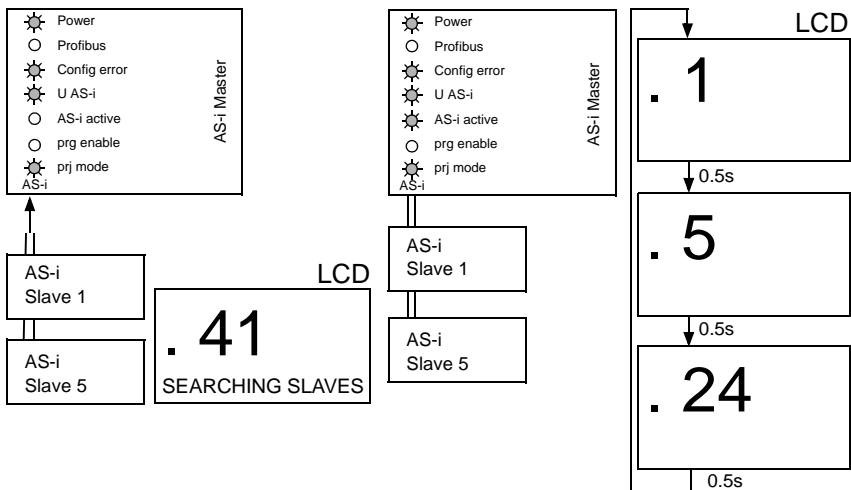 Power
Profibus
Config error
U AS-i
AS-i active
prg enable
prj mode
AS-i
AS-i Master
AS-i
Slave 1
AS-i
Slave 5
LCD
. 41
SEARCHING SLAVES
Power
Profibus
Config error
U AS-i
AS-i active
prg enable
prj mode
AS-i
AS-i Master
AS-i
Slave 1
AS-i
Slave 5
LCD
. 1
0.5s
. 5
0.5s
. 24
0.5s